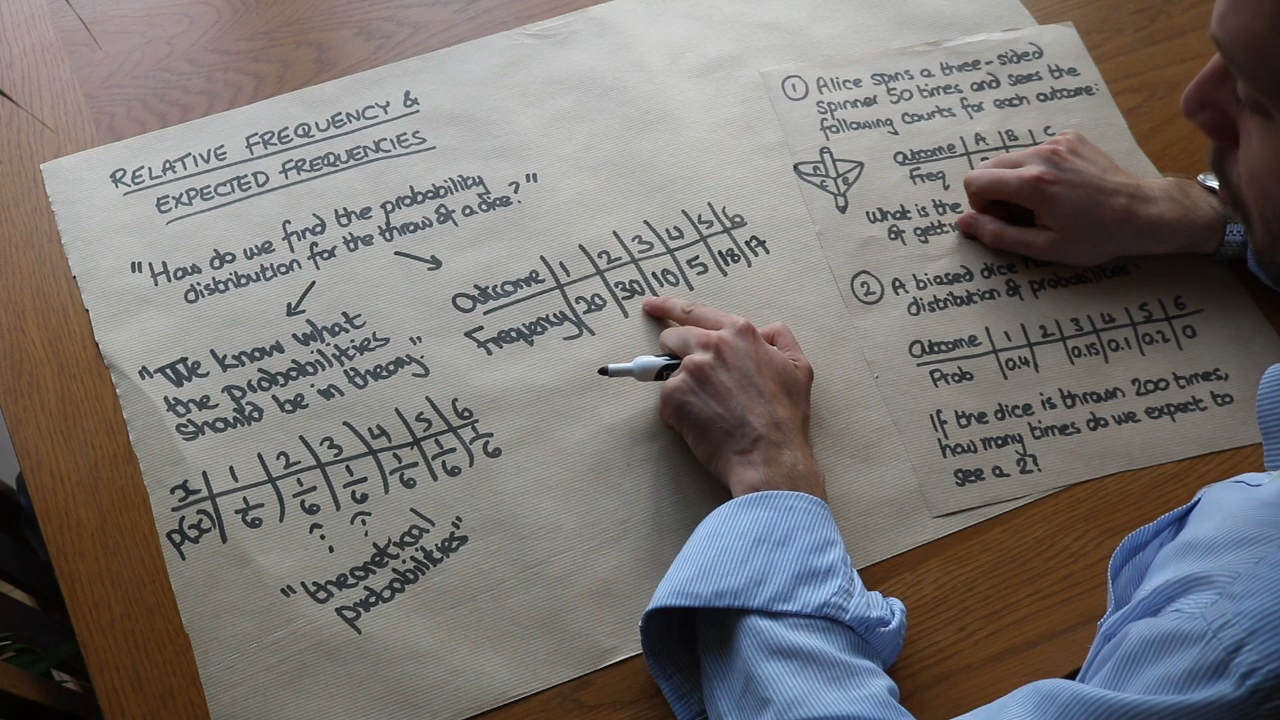 RELATIVE FREQUENCY &
EXPECTED FREQUENCIES
"How do we find the probability
distribution for the throw of a dice?"
"We know what
the probabilities
should be in theory."
x 1 2 3 4 5 6
P(x) 1/6 1/6 1/6 1/6 1/6 1/6
"theoretical
probabilities"
Outcome 1 2 3 4 5 6
Frequency 20 30 10 5 18 17
① Alice spins a three-sided
spinner 50 times and sees the
following counts for each outcome:
Outcome A B C
Freq
What is the
of
② A biased dice
distribution of probabilities:
Outcome 1 2 3 4 5 6
Prob 0.4 0.15 0.1 0.2 0
If the dice is thrown 200 times,
how many times do we expect to
see a 2?